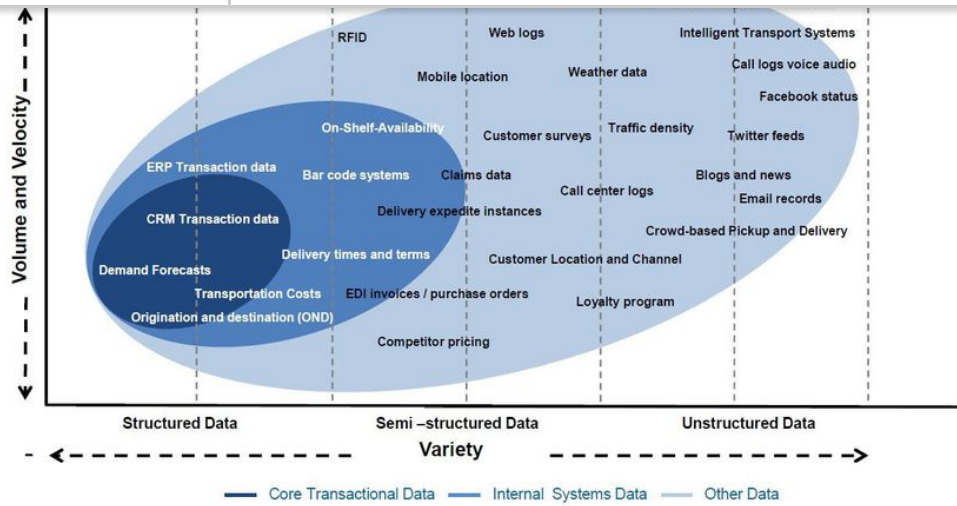 RFID
Web logs
Intelligent Transport Systems
Mobile location
Weather data
Call logs voice audio
Facebook status
On-Shelf-Availability
Customer surveys
Traffic density
Twitter feeds
ERP Transaction data
Bar code systems
Claims data
Call center logs
Blogs and news
Email records
CRM Transaction data
Delivery expedite instances
Crowd-based Pickup and Delivery
Delivery times and terms
Customer Location and Channel
Demand Forecasts
Transportation Costs
EDI invoices / purchase orders
Loyalty program
Origination and destination (OND)
Competitor pricing
Volume and Velocity
Structured Data
Semi –structured Data
Unstructured Data
Variety
Core Transactional Data
Internal Systems Data
Other Data